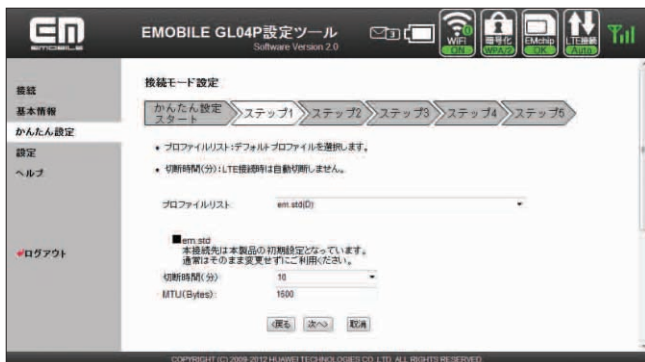 EM
EMOBILE
EMOBILE GL04P設定ツール
Software Version 2.0
3
WiFi
ON
暗号化
WPA/2
EMchip
OK
LTE接続
Auto
接続
基本情報
かんたん設定
設定
ヘルプ
ログアウト
接続モード設定
かんたん設定
スタート
ステップ1
ステップ2
ステップ3
ステップ4
ステップ5
• プロファイルリスト:デフォルトプロファイルを選択します。
• 切断時間(分):LTE接続時は自動切断しません。
プロファイルリスト em.std(D)
■em.std
本接続先は本製品の初期設定となっています。
通常はそのまま変更せずにご利用ください。
切断時間(分) 10
MTU(Bytes): 1500
<戻る 次へ> 取消
COPYRIGHT (C) 2009-2012 HUAWEI TECHNOLOGIES CO. LTD. ALL RIGHTS RESERVED.